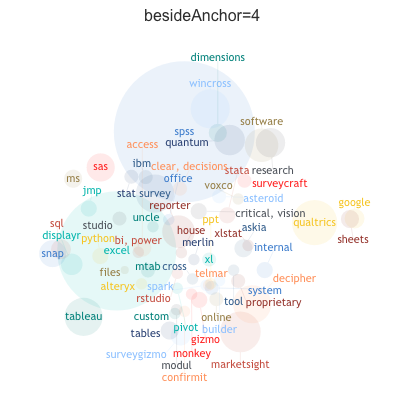 besideAnchor=4
dimensions
wincross
software
spss
quantum
access
ibm
clear, decisions
sas
stata
research
ms
office
surveycraft
jmp
stat
survey
voxco
asteroid
google
reporter
critical, vision
uncle
ppt
sql
studio
qualtrics
house
xlstat
askia
displayr
python
bi, power
merlin
internal
sheets
snap
excel
xl
mtab
cross
files
telmar
decipher
alteryx
spark
system
rstudio
tool
proprietary
tableau
custom
online
pivot
builder
tables
gizmo
surveygizmo
monkey
modul
marketsight
confirmit